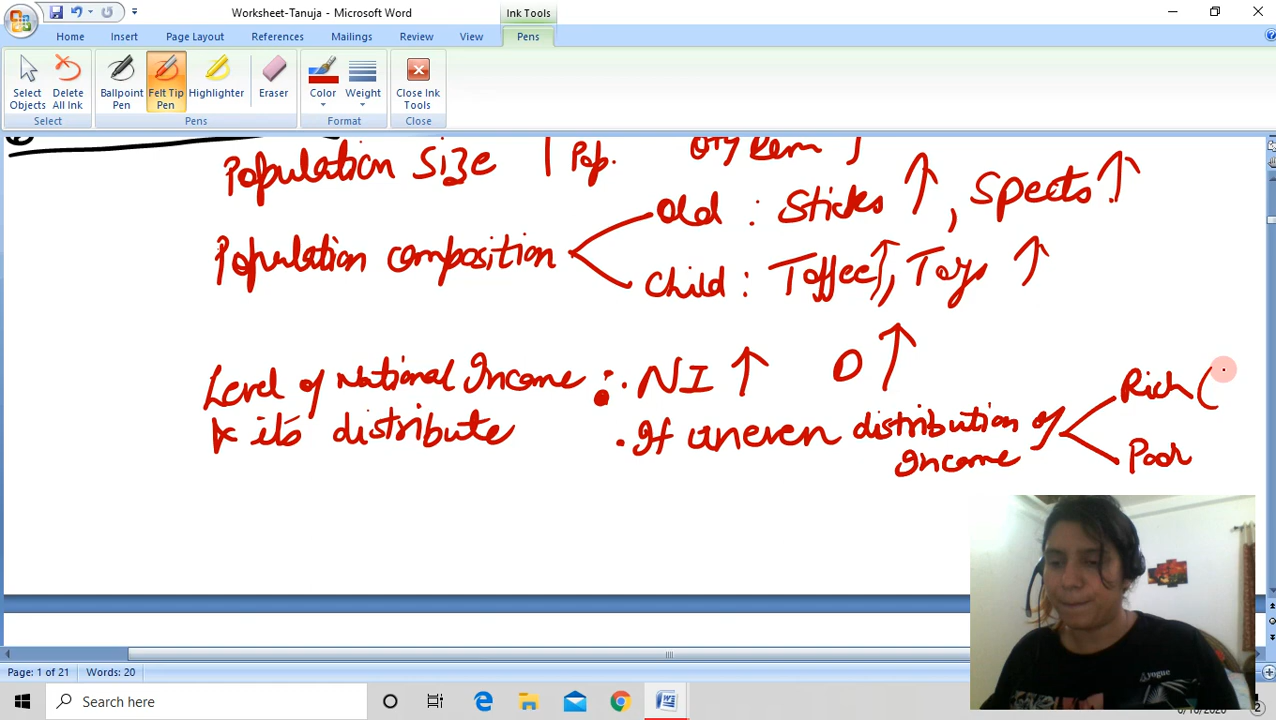 Worksheet-Tanuja - Microsoft Word
Ink Tools
Home Insert Page Layout References Mailings Review View Pens
Select Objects
Delete All Ink
Ballpoint Pen
Felt Tip Pen
Highlighter
Eraser
Color
Weight
Close Ink Tools
Select Pens Format Close
Population Size Pop.
Population composition
Old : Sticks ↑, Spects ↑
Child : Toffee↑, Toys ↑
Level of National Income : . NI ↑ D ↑
& its distribute
. If uneven distribution of Income
Rich (
Poor
Page: 1 of 21 Words: 20
Search here
vogue
2